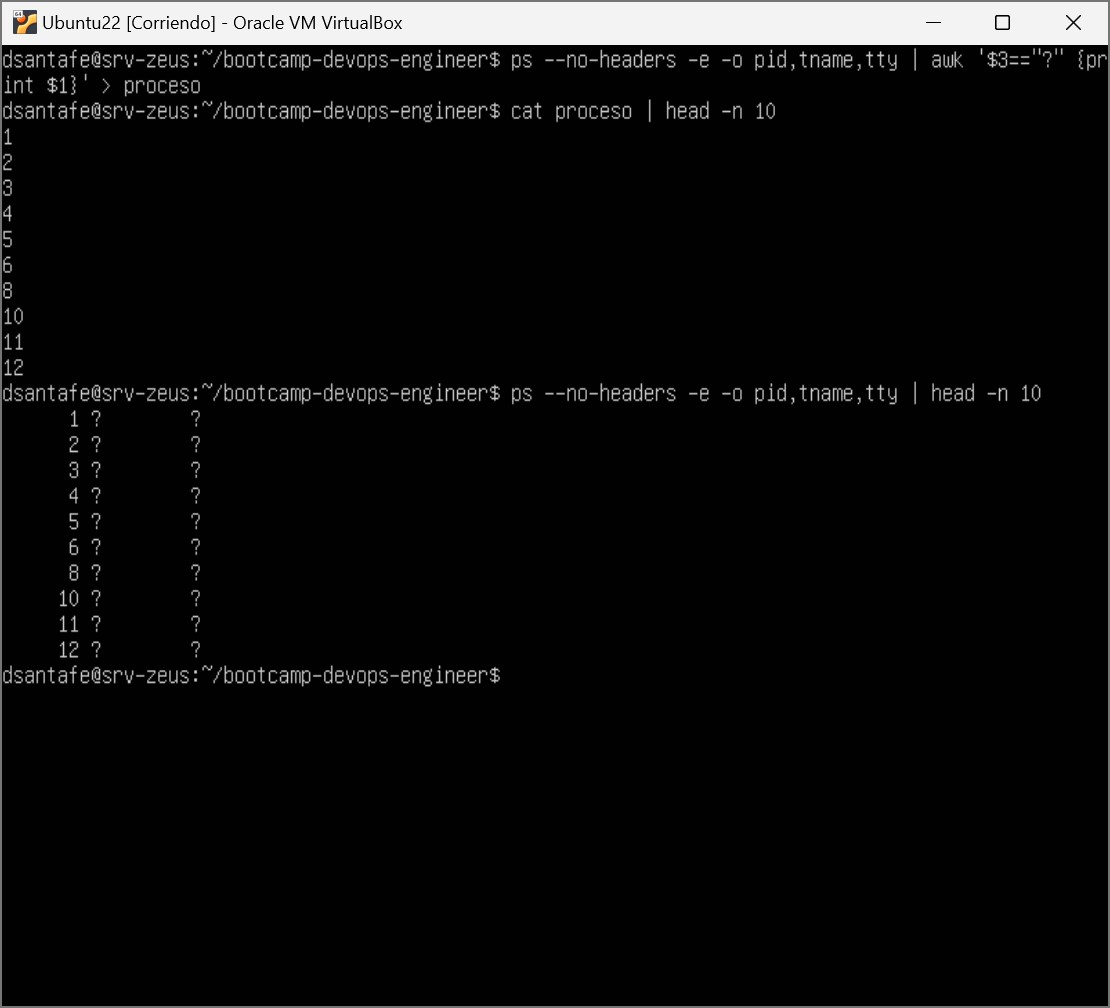 Ubuntu22 [Corriendo] - Oracle VM VirtualBox
dsantafe@srv-zeus:~/bootcamp-devops-engineer$ ps --no-headers -e -o pid,tname,tty | awk '$3=="?" {pr
int $1}' > proceso
dsantafe@srv-zeus:~/bootcamp-devops-engineer$ cat proceso | head -n 10
1
2
3
4
5
6
8
10
11
12
dsantafe@srv-zeus:~/bootcamp-devops-engineer$ ps --no-headers -e -o pid,tname,tty | head -n 10
      1 ?        ?
      2 ?        ?
      3 ?        ?
      4 ?        ?
      5 ?        ?
      6 ?        ?
      8 ?        ?
     10 ?        ?
     11 ?        ?
     12 ?        ?
dsantafe@srv-zeus:~/bootcamp-devops-engineer$